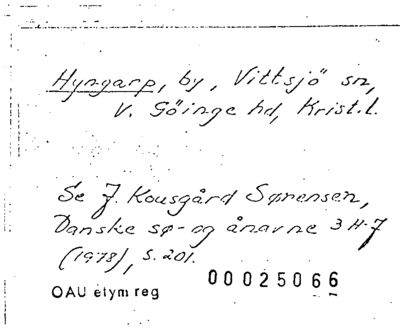 Hyngarp, by, Vittsjö sn,
V. Göinge hd, Krist.l.
Se J. Kousgård Sørensen,
Danske sø- og ånavne 3 H-J
(1978), s. 201.
00025066
OAU etym reg